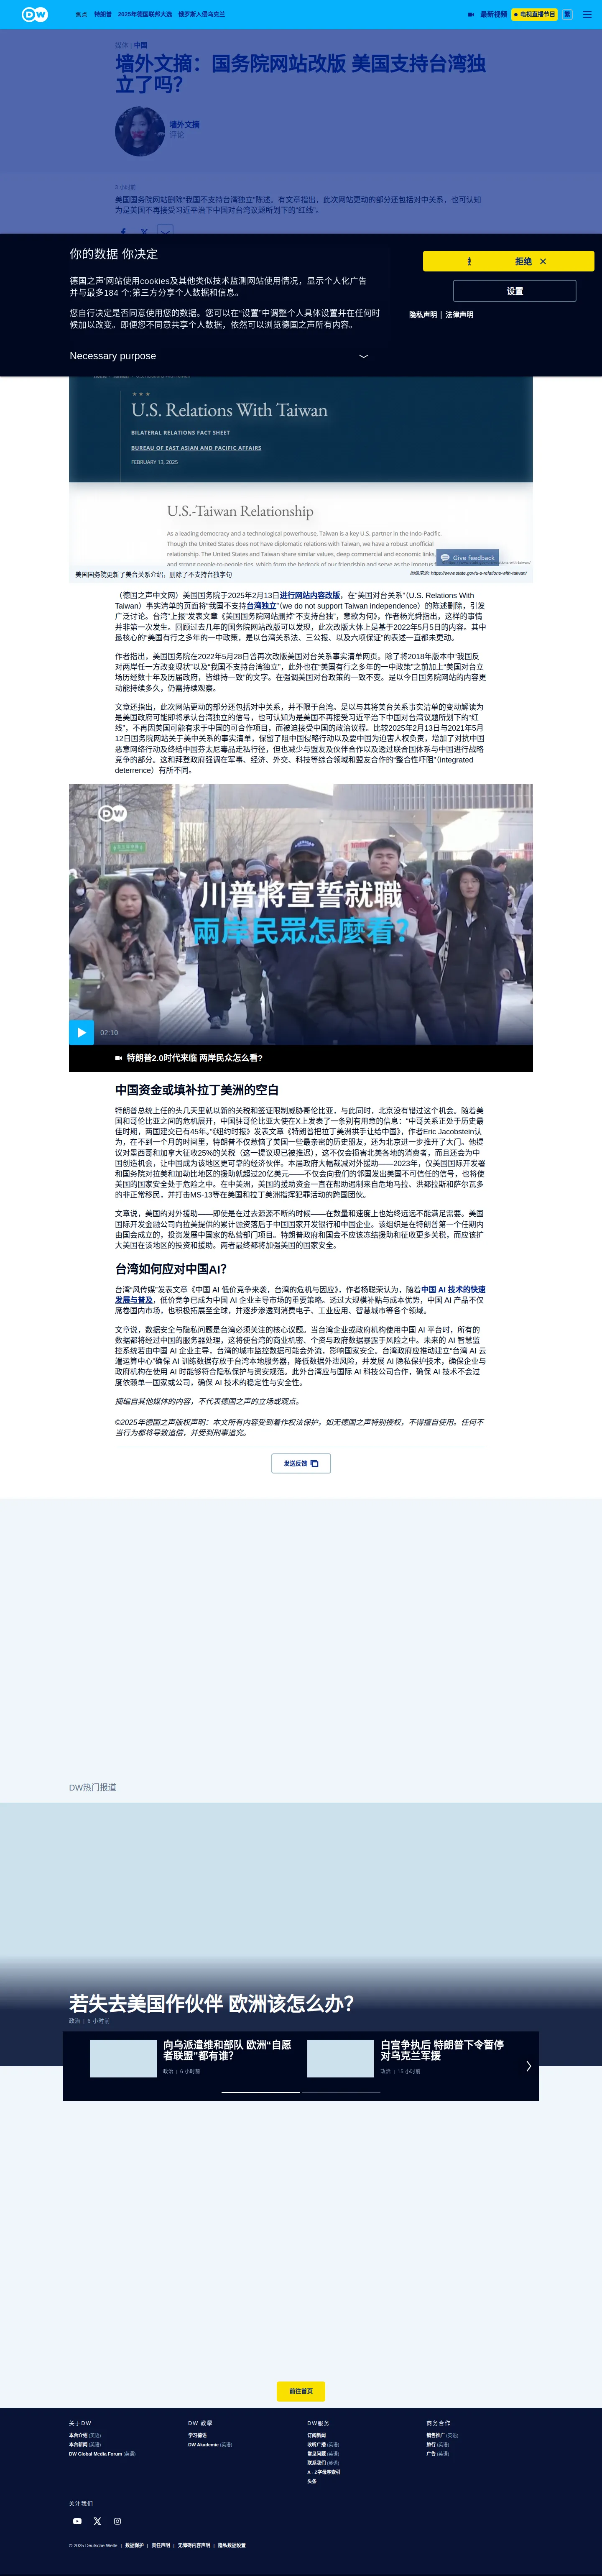 DW
焦点 特朗普 2025年德国联邦大选 俄罗斯入侵乌克兰
最新视频 电视直播节目 繁
媒体 | 中国
墙外文摘：国务院网站改版 美国支持台湾独
立了吗？
墙外文摘
评论
美国国务院网站删除“我国不支持台湾独立”陈述。有文章指出，此次网站更动的部分还包括对中关系，也可认知
为是美国不再接受习近平治下中国对台湾议题所划下的“红线”。
你的数据 你决定
德国之声'网站使用cookies及其他类似技术监测网站使用情况，显示个人化广告
并与最多184 个;第三方分享个人数据和信息。
您自行决定是否同意使用您的数据。您可以在“设置”中调整个人具体设置并在任何时
候加以改变。即便您不同意共享个人数据，依然可以浏览德国之声所有内容。
Necessary purpose
拒绝
设置
隐私声明 | 法律声明
U.S. Relations With Taiwan
BILATERAL RELATIONS FACT SHEET
BUREAU OF EAST ASIAN AND PACIFIC AFFAIRS
FEBRUARY 13, 2025
U.S.-Taiwan Relationship
As a leading democracy and a technological powerhouse, Taiwan is a key U.S. partner in the Indo-Pacific.
Though the United States does not have diplomatic relations with Taiwan, we have a robust unofficial
relationship. The United States and Taiwan share similar values, deep commercial and economic links,
and strong people-to-people ties, which form the bedrock of our friendship and serve as the impetus
Give feedback
美国国务院更新了美台关系介绍，删除了不支持台独字句
图像来源: https://www.state.gov/u-s-relations-with-taiwan/
（德国之声中文网）美国国务院于2025年2月13日进行网站内容改版，在“美国对台关系”（U.S. Relations With
Taiwan）事实清单的页面将“我国不支持台湾独立”（we do not support Taiwan independence）的陈述删除，引发
广泛讨论。台湾“上报”发表文章《美国国务院网站删掉“不支持台独”，意欲为何》，作者杨光舜指出，这样的事情
并非第一次发生。回顾过去几年的国务院网站改版可以发现，此次改版大体上是基于2022年5月5日的内容。其中
最核心的“美国有行之多年的一中政策，是以台湾关系法、三公报、以及六项保证”的表述一直都未更动。
作者指出，美国国务院在2022年5月28日曾再次改版美国对台关系事实清单网页。除了将2018年版本中“我国反
对两岸任一方改变现状”以及“我国不支持台湾独立”，此外也在“美国有行之多年的一中政策”之前加上“美国对台立
场历经数十年及历届政府，皆维持一致”的文字。在强调美国对台政策的一致不变。是以今日国务院网站的内容更
动能持续多久，仍需持续观察。
文章还指出，此次网站更动的部分还包括对中关系，并不限于台湾。是以与其将美台关系事实清单的变动解读为
是美国政府可能即将承认台湾独立的信号，也可认知为是美国不再接受习近平治下中国对台湾议题所划下的“红
线”，不再因美国可能有求于中国的可合作项目，而被迫接受中国的政治议程。比较2025年2月13日与2021年5月
12日国务院网站关于美中关系的事实清单，保留了阻中国侵略行动以及要中国为迫害人权负责，增加了对抗中国
恶意网络行动及终结中国芬太尼毒品走私行径，但也减少与盟友及伙伴合作以及透过联合国体系与中国进行战略
竞争的部分。这和拜登政府强调在军事、经济、外交、科技等综合领域和盟友合作的“整合性吓阻”（integrated
deterrence）有所不同。
DW
川普將宣誓就職
兩岸民眾怎麼看？
02:10
特朗普2.0时代来临 两岸民众怎么看?
中国资金或填补拉丁美洲的空白
特朗普总统上任的头几天里就以新的关税和签证限制威胁哥伦比亚，与此同时，北京没有错过这个机会。随着美
国和哥伦比亚之间的危机展开，中国驻哥伦比亚大使在X上发表了一条别有用意的信息：“中哥关系正处于历史最
佳时期，两国建交已有45年。”《纽约时报》发表文章《特朗普把拉丁美洲拱手让给中国》，作者Eric Jacobstein认
为，在不到一个月的时间里，特朗普不仅惹恼了美国一些最亲密的历史盟友，还为北京进一步推开了大门。他提
议对墨西哥和加拿大征收25%的关税（这一提议现已被推迟），这不仅会损害北美各地的消费者，而且还会为中
国创造机会，让中国成为该地区更可靠的经济伙伴。本届政府大幅裁减对外援助——2023年，仅美国国际开发署
和国务院对拉美和加勒比地区的援助就超过20亿美元——不仅会向我们的邻国发出美国不可信任的信号，也将使
美国的国家安全处于危险之中。在中美洲，美国的援助资金一直在帮助遏制来自危地马拉、洪都拉斯和萨尔瓦多
的非正常移民，并打击MS-13等在美国和拉丁美洲指挥犯罪活动的跨国团伙。
文章说，美国的对外援助——即使是在过去源源不断的时候——在数量和速度上也始终远远不能满足需要。美国
国际开发金融公司向拉美提供的累计融资落后于中国国家开发银行和中国企业。该组织是在特朗普第一个任期内
由国会成立的，投资发展中国家的私营部门项目。特朗普政府和国会不应该冻结援助和征收更多关税，而应该扩
大美国在该地区的投资和援助。两者最终都将加强美国的国家安全。
台湾如何应对中国AI？
台湾“风传媒”发表文章《中国 AI 低价竞争来袭，台湾的危机与因应》，作者杨聪荣认为，随着中国 AI 技术的快速
发展与普及，低价竞争已成为中国 AI 企业主导市场的重要策略。透过大规模补贴与成本优势，中国 AI 产品不仅
席卷国内市场，也积极拓展至全球，并逐步渗透到消费电子、工业应用、智慧城市等各个领域。
文章说，数据安全与隐私问题是台湾必须关注的核心议题。当台湾企业或政府机构使用中国 AI 平台时，所有的
数据都将经过中国的服务器处理，这将使台湾的商业机密、个资与政府数据暴露于风险之中。未来的 AI 智慧监
控系统若由中国 AI 企业主导，台湾的城市监控数据可能会外流，影响国家安全。台湾政府应推动建立“台湾 AI 云
端运算中心”确保 AI 训练数据存放于台湾本地服务器，降低数据外泄风险，并发展 AI 隐私保护技术，确保企业与
政府机构在使用 AI 时能够符合隐私保护与资安规范。此外台湾应与国际 AI 科技公司合作，确保 AI 技术不会过
度依赖单一国家或公司，确保 AI 技术的稳定性与安全性。
摘编自其他媒体的内容，不代表德国之声的立场或观点。
©2025年德国之声版权声明：本文所有内容受到着作权法保护，如无德国之声特别授权，不得擅自使用。任何不
当行为都将导致追偿，并受到刑事追究。
发送反馈
DW热门报道
若失去美国作伙伴 欧洲该怎么办？
政治 | 6 小时前
向乌派遣维和部队 欧洲“自愿
者联盟”都有谁？
政治 | 6 小时前
白宫争执后 特朗普下令暂停
对乌克兰军援
政治 | 15 小时前
前往首页
关于DW
本台介绍 (英语)
本台新闻 (英语)
DW Global Media Forum (英语)
DW 教學
学习德语
DW Akademie (英语)
DW服务
订阅新闻
收听广播 (英语)
常见问题 (英语)
联系我们 (英语)
A - Z字母序索引
头条
商务合作
销售推广 (英语)
旅行 (英语)
广告 (英语)
关注我们
© 2025 Deutsche Welle | 数据保护 | 责任声明 | 无障碍内容声明 | 隐私数据设置